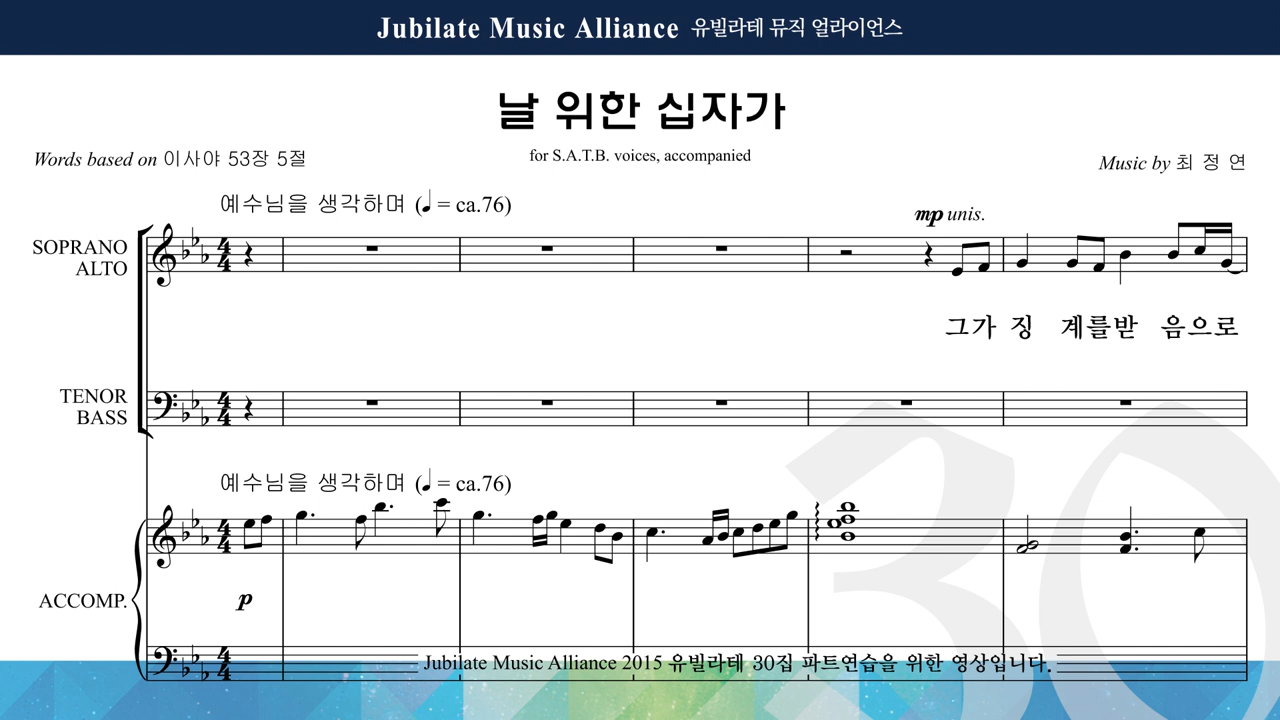 Jubilate Music Alliance 유빌라테 뮤직 얼라이언스
날 위한 십자가
for S.A.T.B. voices, accompanied
Words based on 이사야 53장 5절
Music by 최 정 연
예수님을 생각하며 (♩ = ca.76)
mp unis.
SOPRANO
ALTO
그가 징 계를받 음으로
TENOR
BASS
예수님을 생각하며 (♩ = ca.76)
ACCOMP.
p
30
Jubilate Music Alliance 2015 유빌라테 30집 파트연습을 위한 영상입니다.